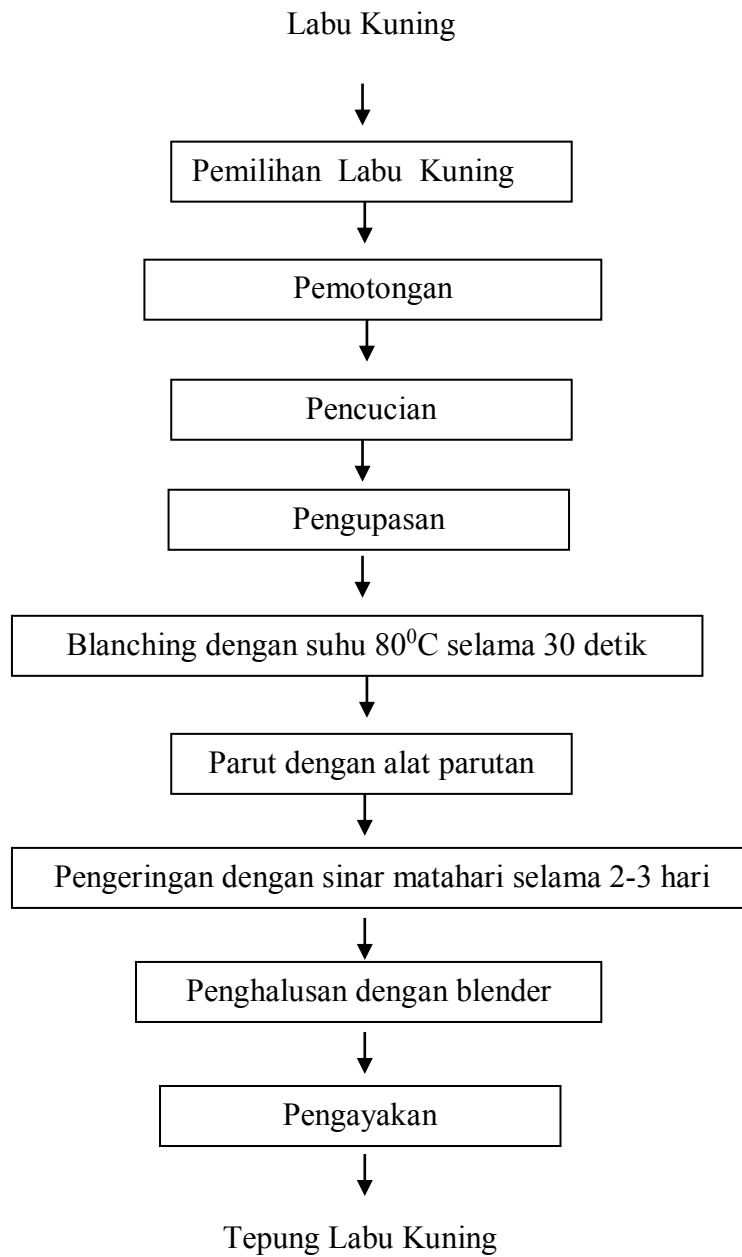 Labu Kuning
Pemilihan Labu Kuning
Pemotongan
Pencucian
Pengupasan
Blanching dengan suhu 80⁰C selama 30 detik
Parut dengan alat parutan
Pengeringan dengan sinar matahari selama 2-3 hari
Penghalusan dengan blender
Pengayakan
Tepung Labu Kuning